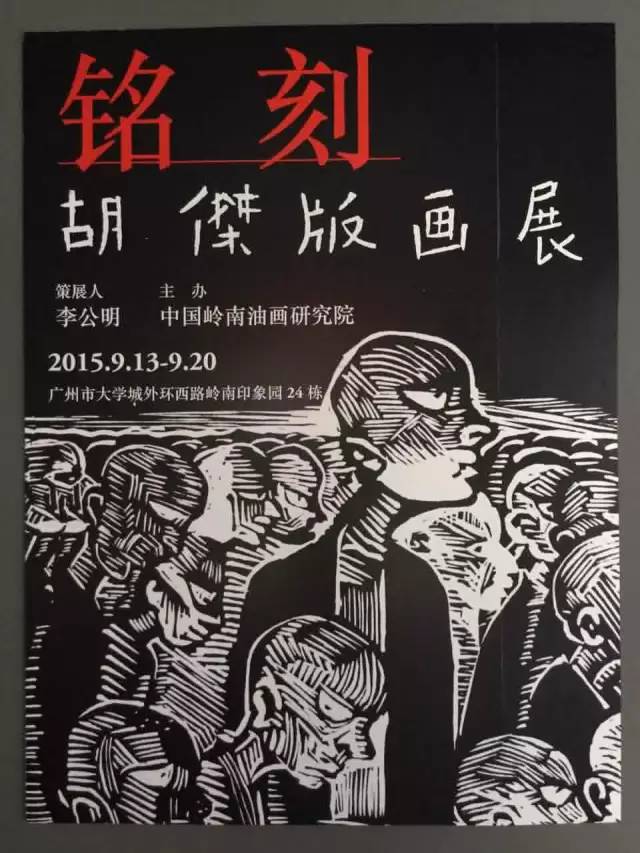 铭刻
胡傑版画展
策展人 主办
李公明 中国岭南油画研究院
2015.9.13-9.20
广州市大学城外环西路岭南印象园 24 栋